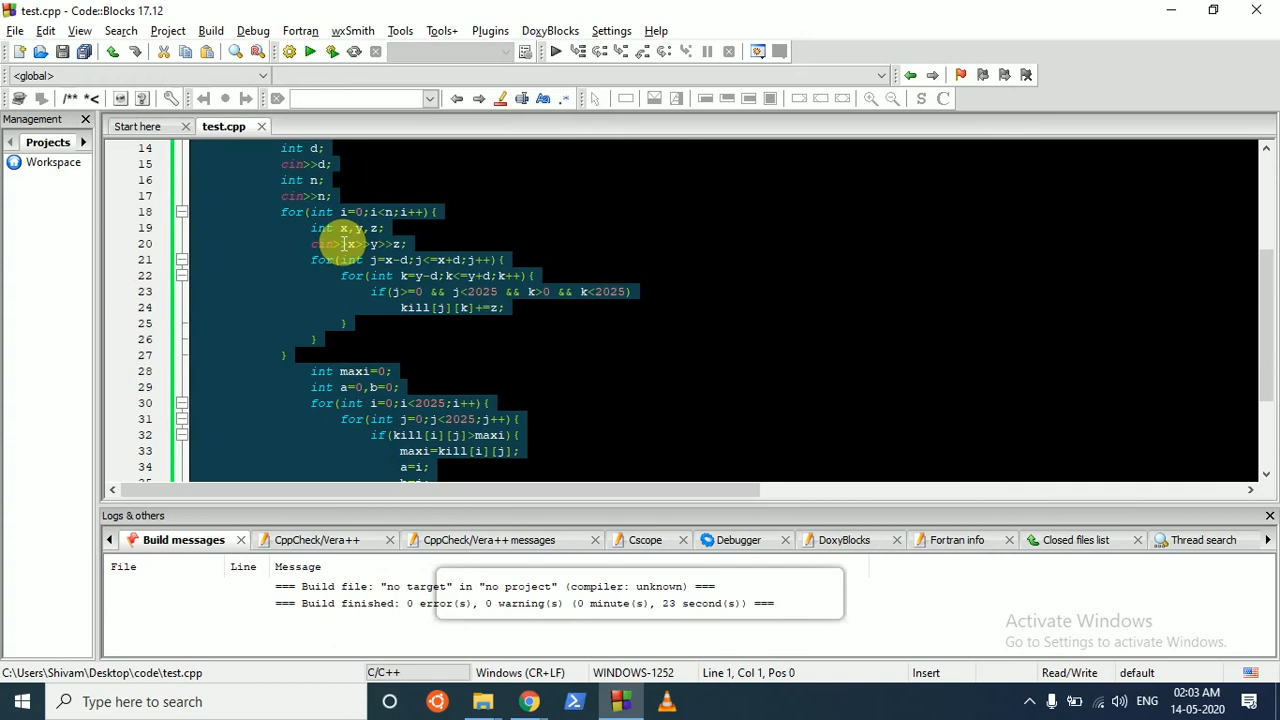 test.cpp - Code::Blocks 17.12
File Edit View Search Project Build Debug Fortran wxSmith Tools Tools+ Plugins DoxyBlocks Settings Help
<global>
/** *<
S C
Management
Start here
test.cpp
Projects
Workspace
14 int d;
15 cin>>d;
16 int n;
17 cin>>n;
18 for(int i=0;i<n;i++){
19 int x,y,z;
20 cin>>x>>y>>z;
21 for(int j=x-d;j<=x+d;j++){
22 for(int k=y-d;k<=y+d;k++){
23 if(j>=0 && j<2025 && k>0 && k<2025)
24 kill[j][k]+=z;
25 }
26 }
27 }
28 int maxi=0;
29 int a=0,b=0;
30 for(int i=0;i<2025;i++){
31 for(int j=0;j<2025;j++){
32 if(kill[i][j]>maxi){
33 maxi=kill[i][j];
34 a=i;
Logs & others
Build messages
CppCheck/Vera++
CppCheck/Vera++ messages
Cscope
Debugger
DoxyBlocks
Fortran info
Closed files list
Thread search
File Line Message
=== Build file: "no target" in "no project" (compiler: unknown) ===
=== Build finished: 0 error(s), 0 warning(s) (0 minute(s), 23 second(s)) ===
Activate Windows
Go to Settings to activate Windows.
C:\Users\Shivam\Desktop\code\test.cpp C/C++ Windows (CR+LF) WINDOWS-1252 Line 1, Col 1, Pos 0 Insert Read/Write default
Type here to search
ENG
02:03 AM
14-05-2020